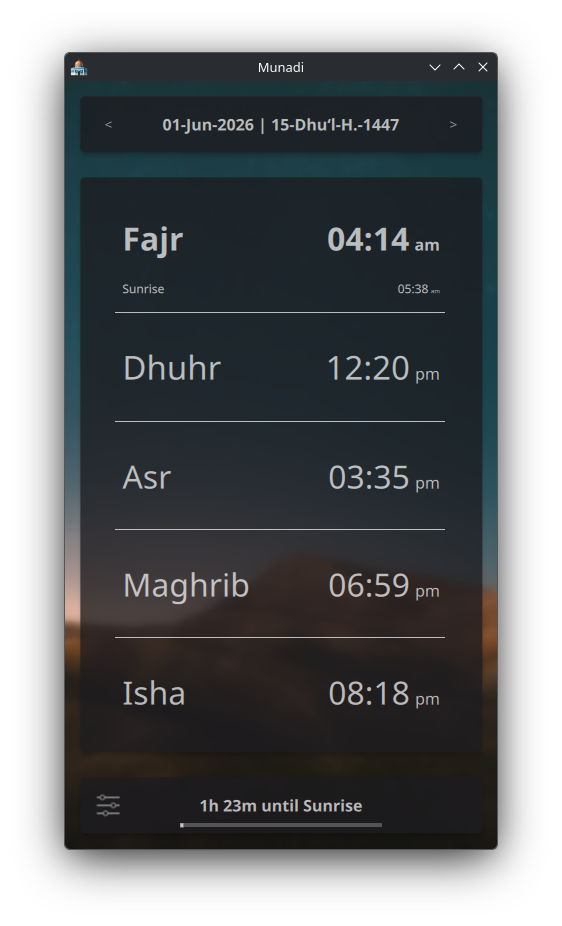 Munadi
< 01-Jun-2026 | 15-Dhu‘l-H.-1447 >
Fajr 04:14 am
Sunrise 05:38 am
Dhuhr 12:20 pm
Asr 03:35 pm
Maghrib 06:59 pm
Isha 08:18 pm
1h 23m until Sunrise